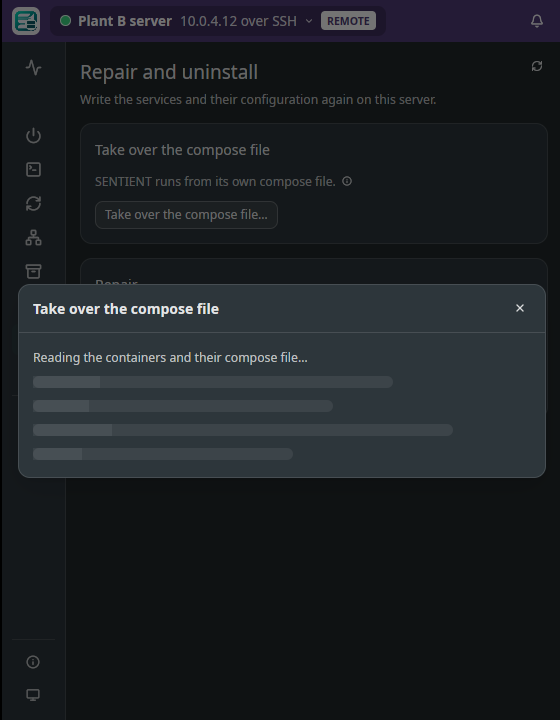 Plant B server 10.0.4.12 over SSH REMOTE
Repair and uninstall
Write the services and their configuration again on this server.
Take over the compose file
SENTIENT runs from its own compose file.
Take over the compose file...
Repair
Take over the compose file
Reading the containers and their compose file...